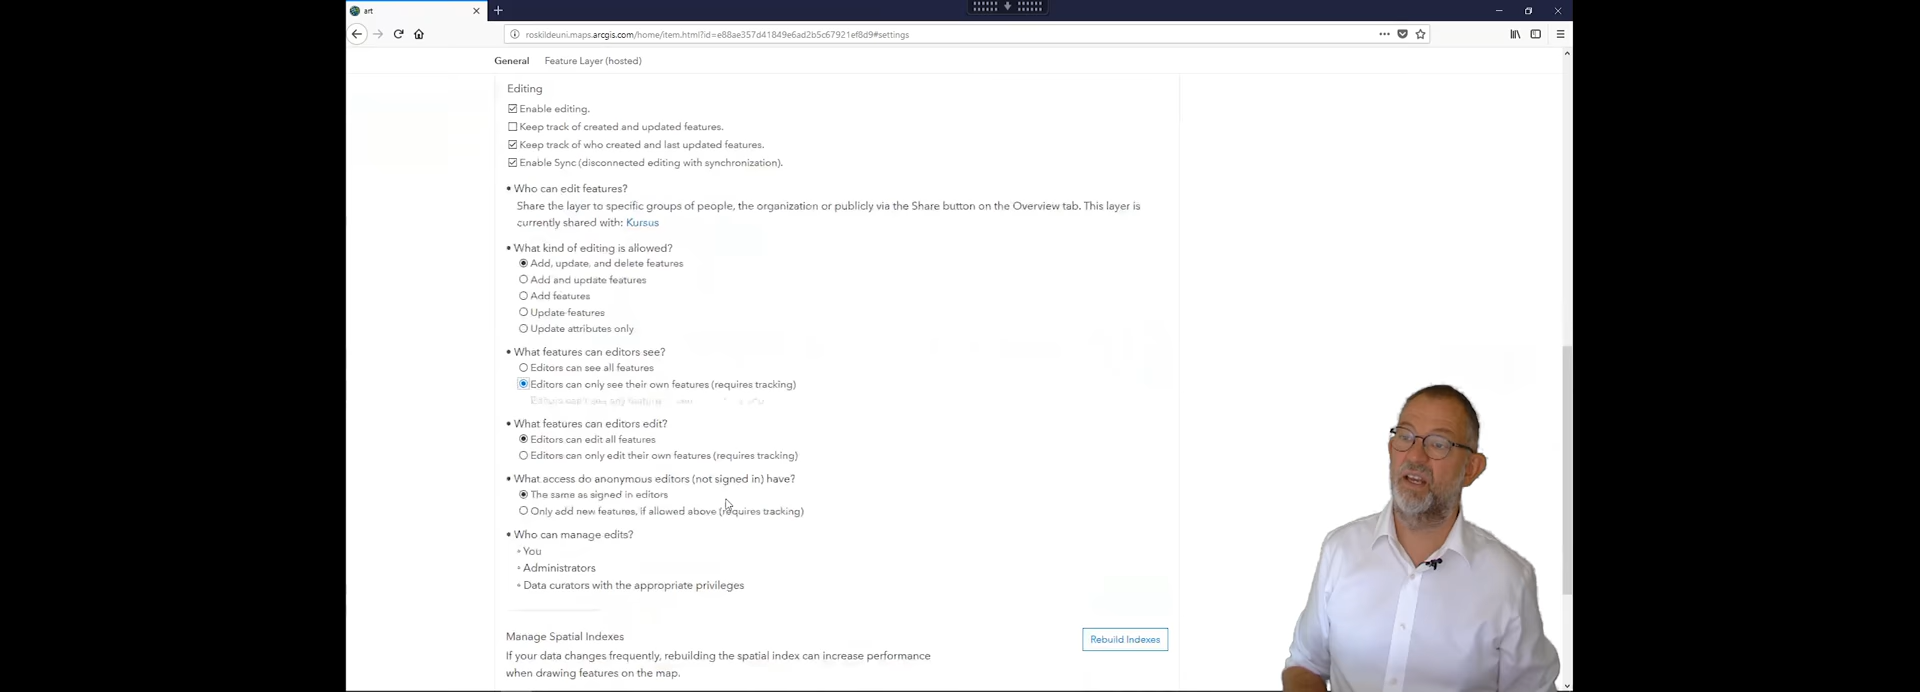 art
roskildeuni.maps.arcgis.com/home/item.html?id=e88ae357d41849e6ad2b5c67921ef8d9#settings
General Feature Layer (hosted)
Editing
Enable editing.
Keep track of created and updated features.
Keep track of who created and last updated features.
Enable Sync (disconnected editing with synchronization).
• Who can edit features?
Share the layer to specific groups of people, the organization or publicly via the Share button on the Overview tab. This layer is
currently shared with: Kursus
• What kind of editing is allowed?
Add, update, and delete features
Add and update features
Add features
Update features
Update attributes only
• What features can editors see?
Editors can see all features
Editors can only see their own features (requires tracking)
• What features can editors edit?
Editors can edit all features
Editors can only edit their own features (requires tracking)
• What access do anonymous editors (not signed in) have?
The same as signed in editors
Only add new features, if allowed above (requires tracking)
• Who can manage edits?
◦ You
◦ Administrators
◦ Data curators with the appropriate privileges
Manage Spatial Indexes
Rebuild Indexes
If your data changes frequently, rebuilding the spatial index can increase performance
when drawing features on the map.